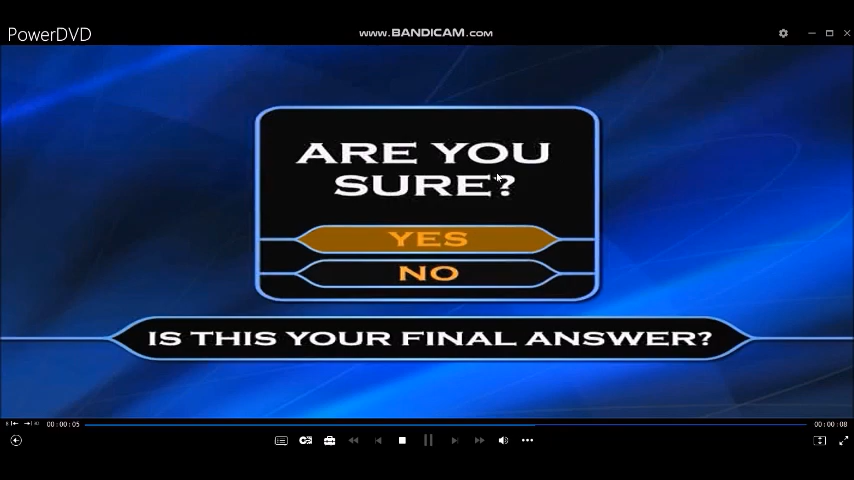 PowerDVD
www.BANDICAM.com
ARE YOU
SURE?
YES
NO
IS THIS YOUR FINAL ANSWER?
00:00:05
00:00:08